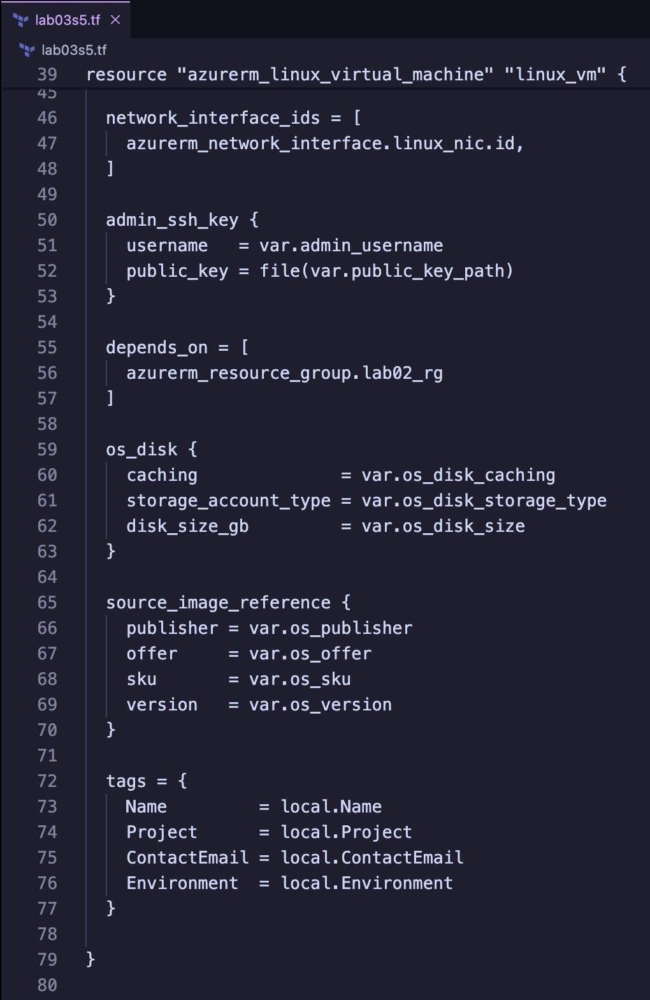 lab03s5.tf
lab03s5.tf
39 resource "azurerm_linux_virtual_machine" "linux_vm" {
45
46   network_interface_ids = [
47     azurerm_network_interface.linux_nic.id,
48   ]
49
50   admin_ssh_key {
51     username   = var.admin_username
52     public_key = file(var.public_key_path)
53   }
54
55   depends_on = [
56     azurerm_resource_group.lab02_rg
57   ]
58
59   os_disk {
60     caching              = var.os_disk_caching
61     storage_account_type = var.os_disk_storage_type
62     disk_size_gb         = var.os_disk_size
63   }
64
65   source_image_reference {
66     publisher = var.os_publisher
67     offer     = var.os_offer
68     sku       = var.os_sku
69     version   = var.os_version
70   }
71
72   tags = {
73     Name         = local.Name
74     Project      = local.Project
75     ContactEmail = local.ContactEmail
76     Environment  = local.Environment
77   }
78
79 }
80